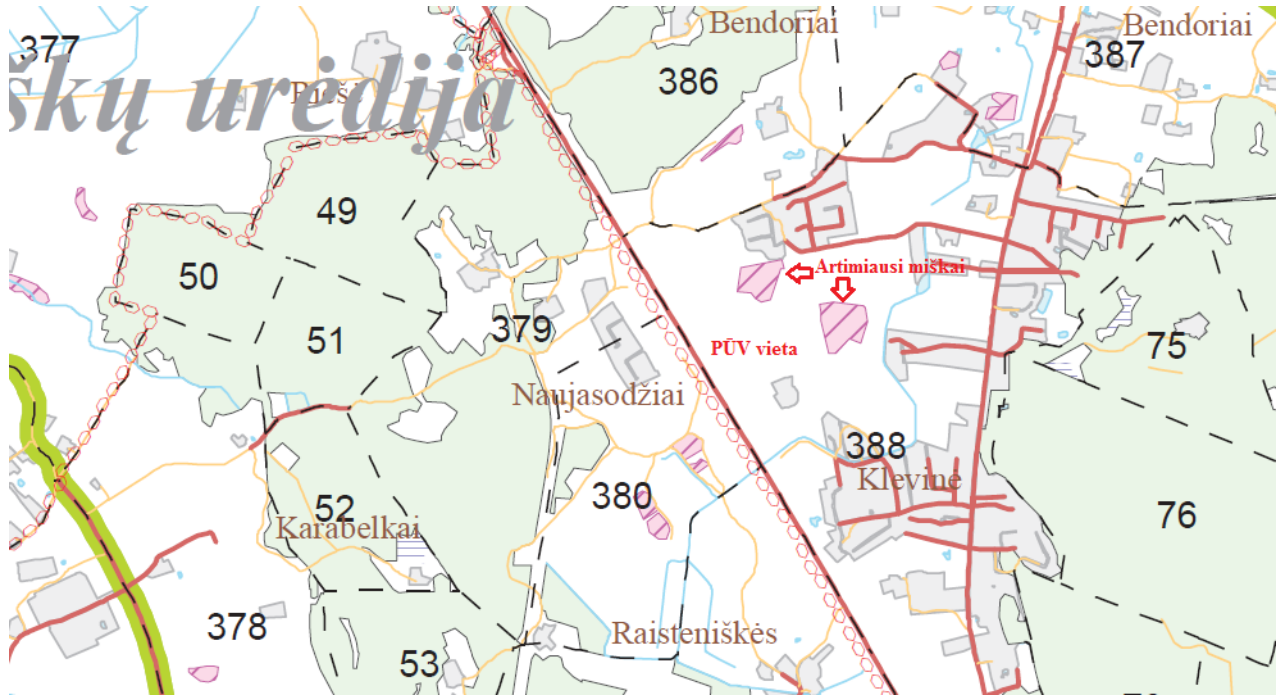 Bendoriai
Bendoriai
377
387
386
škų urėdija
Riešė
49
50
Artimiausi miškai
379
51
PŪV vieta
75
Naujasodžiai
388
Klevinė
380
52
76
Karabelkai
378
Raisteniškės
53